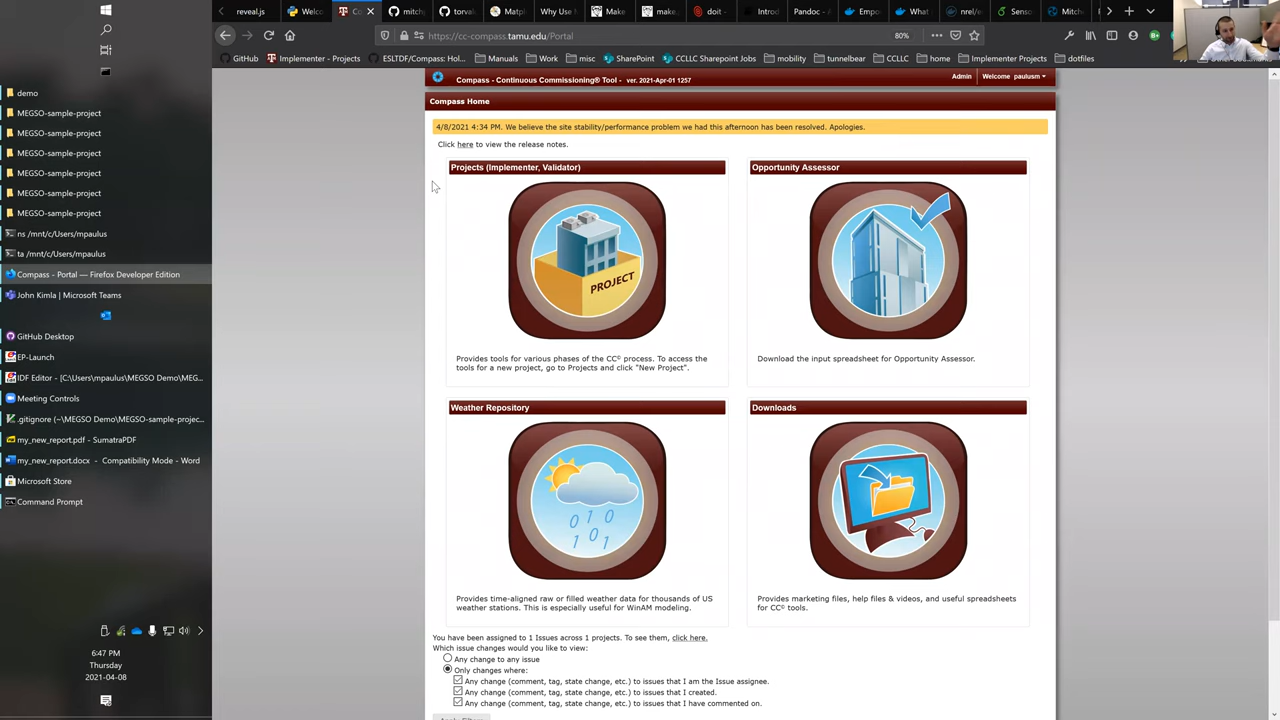 reveal.js
Welco
Co
mitch
torval
Matpl
Why Use M
Make
make.
doit -
Introd
Pandoc - A
Empor
What
nrel/e
Senso
Mitche
https://cc-compass.tamu.edu/Portal
80%
GitHub
Implementer - Projects
ESLTDF/Compass: Hol...
Manuals
Work
misc
SharePoint
CCLLC Sharepoint Jobs
mobility
tunnelbear
CCLLC
home
Implementer Projects
dotfiles
demo
MEGSO-sample-project
MEGSO-sample-project
MEGSO-sample-project
MEGSO-sample-project
MEGSO-sample-project
MEGSO-sample-project
ns /mnt/c/Users/mpaulus
ta /mnt/c/Users/mpaulus
Compass - Portal — Firefox Developer Edition
John Kimla | Microsoft Teams
GitHub Desktop
EP-Launch
IDF Editor - [C:\Users\mpaulus\MEGSO Demo\MEG...
Meeting Controls
.gitignore (~\MEGSO Demo\MEGSO-sample-projec...
my_new_report.pdf - SumatraPDF
my_new_report.docx - Compatibility Mode - Word
Microsoft Store
Command Prompt
6:47 PM
Thursday
2021-04-08
Compass - Continuous Commissioning® Tool - ver. 2021-Apr-01 1257
Admin
Welcome paulusm
Compass Home
4/8/2021 4:34 PM. We believe the site stability/performance problem we had this afternoon has been resolved. Apologies.
Click here to view the release notes.
Projects (Implementer, Validator)
PROJECT
Provides tools for various phases of the CC® process. To access the
tools for a new project, go to Projects and click "New Project".
Opportunity Assessor
Download the input spreadsheet for Opportunity Assessor.
Weather Repository
0 1 0
1 0 1
Provides time-aligned raw or filled weather data for thousands of US
weather stations. This is especially useful for WinAM modeling.
Downloads
Provides marketing files, help files & videos, and useful spreadsheets
for CC® tools.
You have been assigned to 1 Issues across 1 projects. To see them, click here.
Which issue changes would you like to view:
Any change to any issue
Only changes where:
Any change (comment, tag, state change, etc.) to issues that I am the Issue assignee.
Any change (comment, tag, state change, etc.) to issues that I created.
Any change (comment, tag, state change, etc.) to issues that I have commented on.